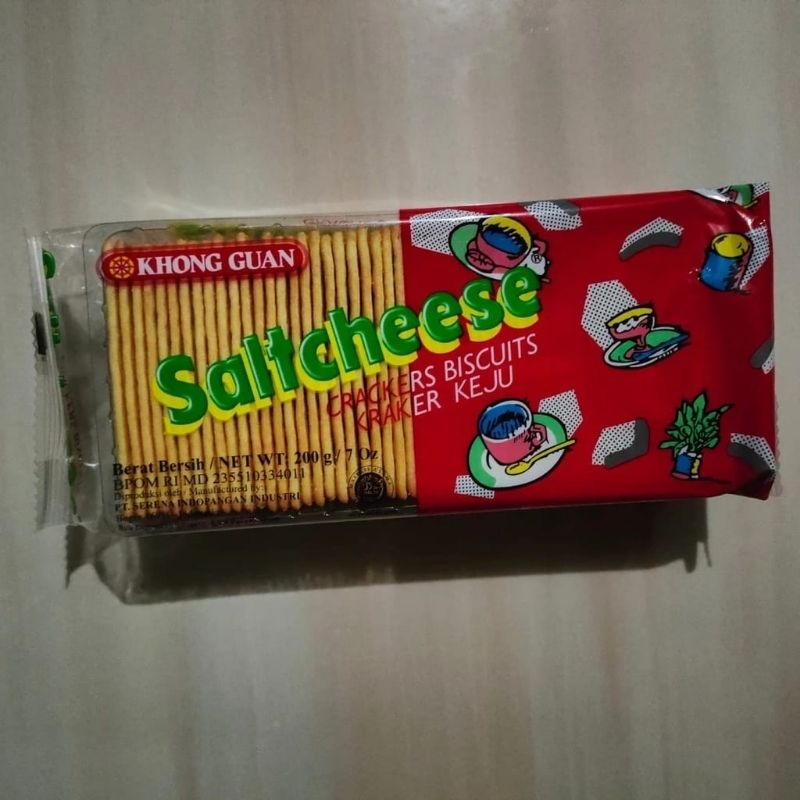 KHONG GUAN
Saltcheese
CRACKERS BISCUITS
KRAKER KEJU
Berat Bersih / NET WT: 200 g / 7 Oz
BPOM RI MD 235510334011
Diproduksi oleh / Manufactured by:
PT. SERENA INDOPANGAN INDUSTRI